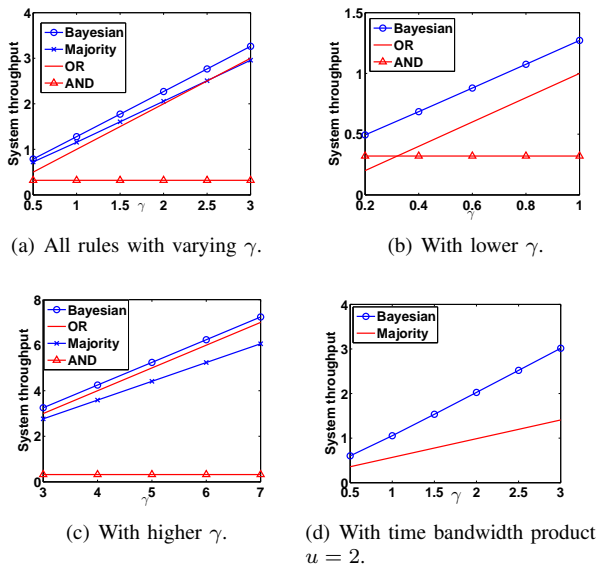 4
3
2
1
0
System throughput
Bayesian
Majority
OR
AND
0.5 1 1.5 2 2.5 3
γ
(a) All rules with varying γ.
1.5
1
0.5
0
System throughput
Bayesian
OR
AND
0.2 0.4 0.6 0.8 1
γ
(b) With lower γ.
8
6
4
2
0
System throughput
Bayesian
OR
Majority
AND
3 4 5 6 7
γ
(c) With higher γ.
4
3
2
1
0
System throughput
Bayesian
Majority
0.5 1 1.5 2 2.5 3
γ
(d) With time bandwidth product
u = 2.